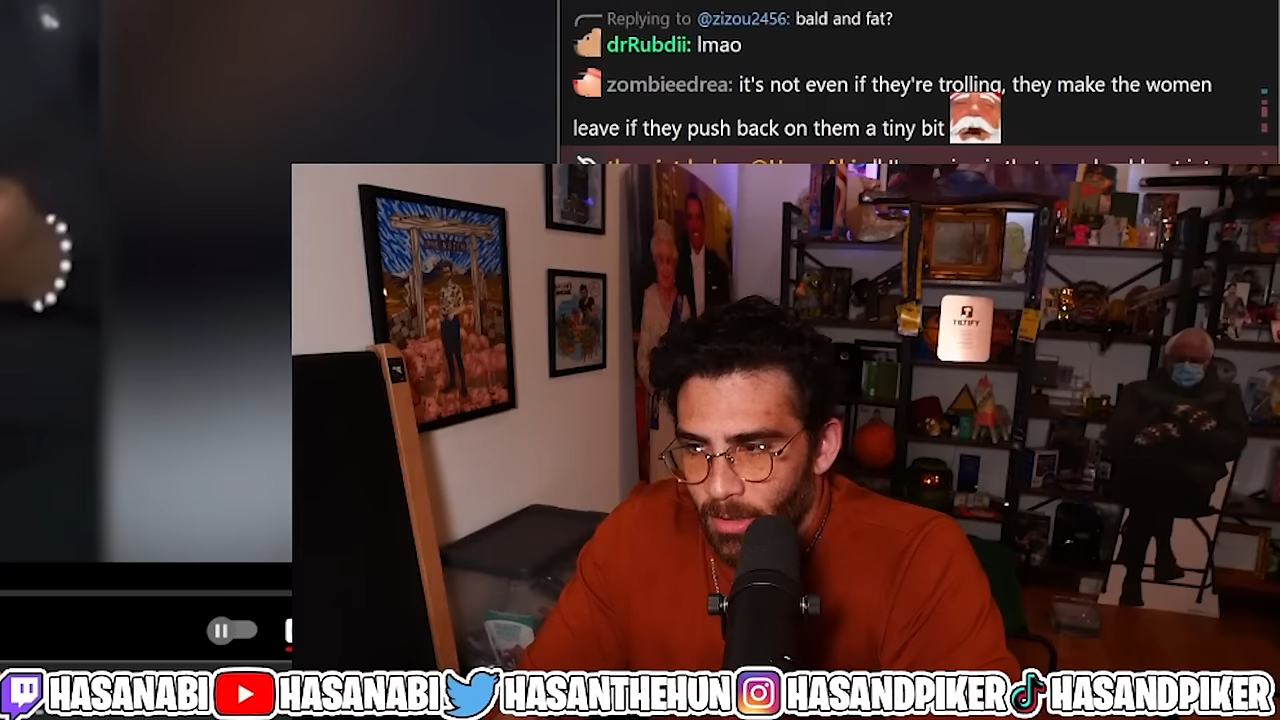 Replying to @zizou2456: bald and fat?
drRubdii: lmao
zombieedrea: it's not even if they're trolling, they make the women
leave if they push back on them a tiny bit
TILTIFY
HASANABI HASANABI HASANTHEHUN HASANDPIKER HASANDPIKER